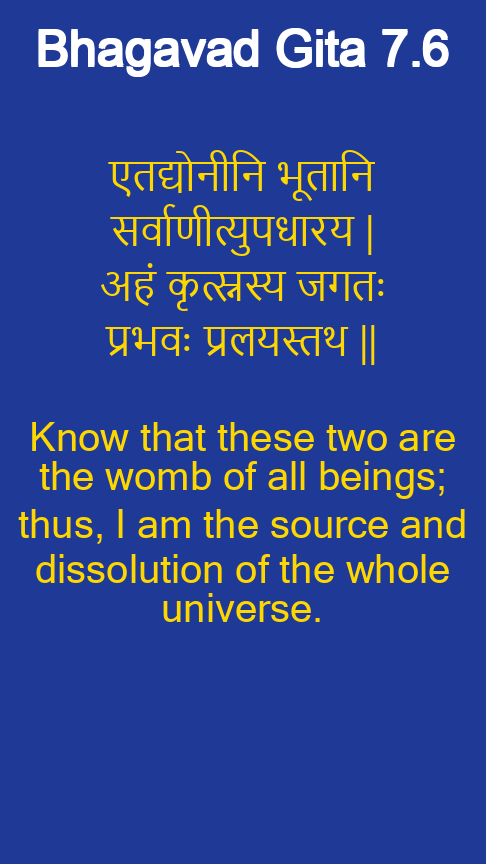 Bhagavad Gita 7.6
एतद्योनीनि भूतानि
सर्वाणीत्युपधारय |
अहं कृत्स्नस्य जगतः
प्रभवः प्रलयस्तथ ||
Know that these two are
the womb of all beings;
thus, I am the source and
dissolution of the whole
universe.